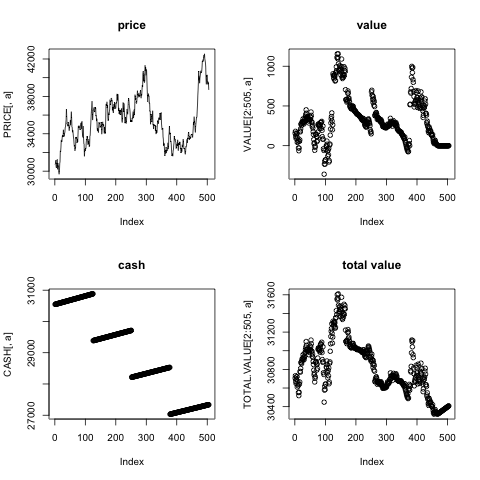 price
PRICE[, a]
30000 34000 38000 42000
0 100 200 300 400 500
Index
value
VALUE[2:505, a]
0 500 1000
0 100 200 300 400 500
Index
cash
CASH[, a]
27000 29000 31000
0 100 200 300 400 500
Index
total value
TOTAL.VALUE[2:505, a]
30400 30800 31200 31600
0 100 200 300 400 500
Index